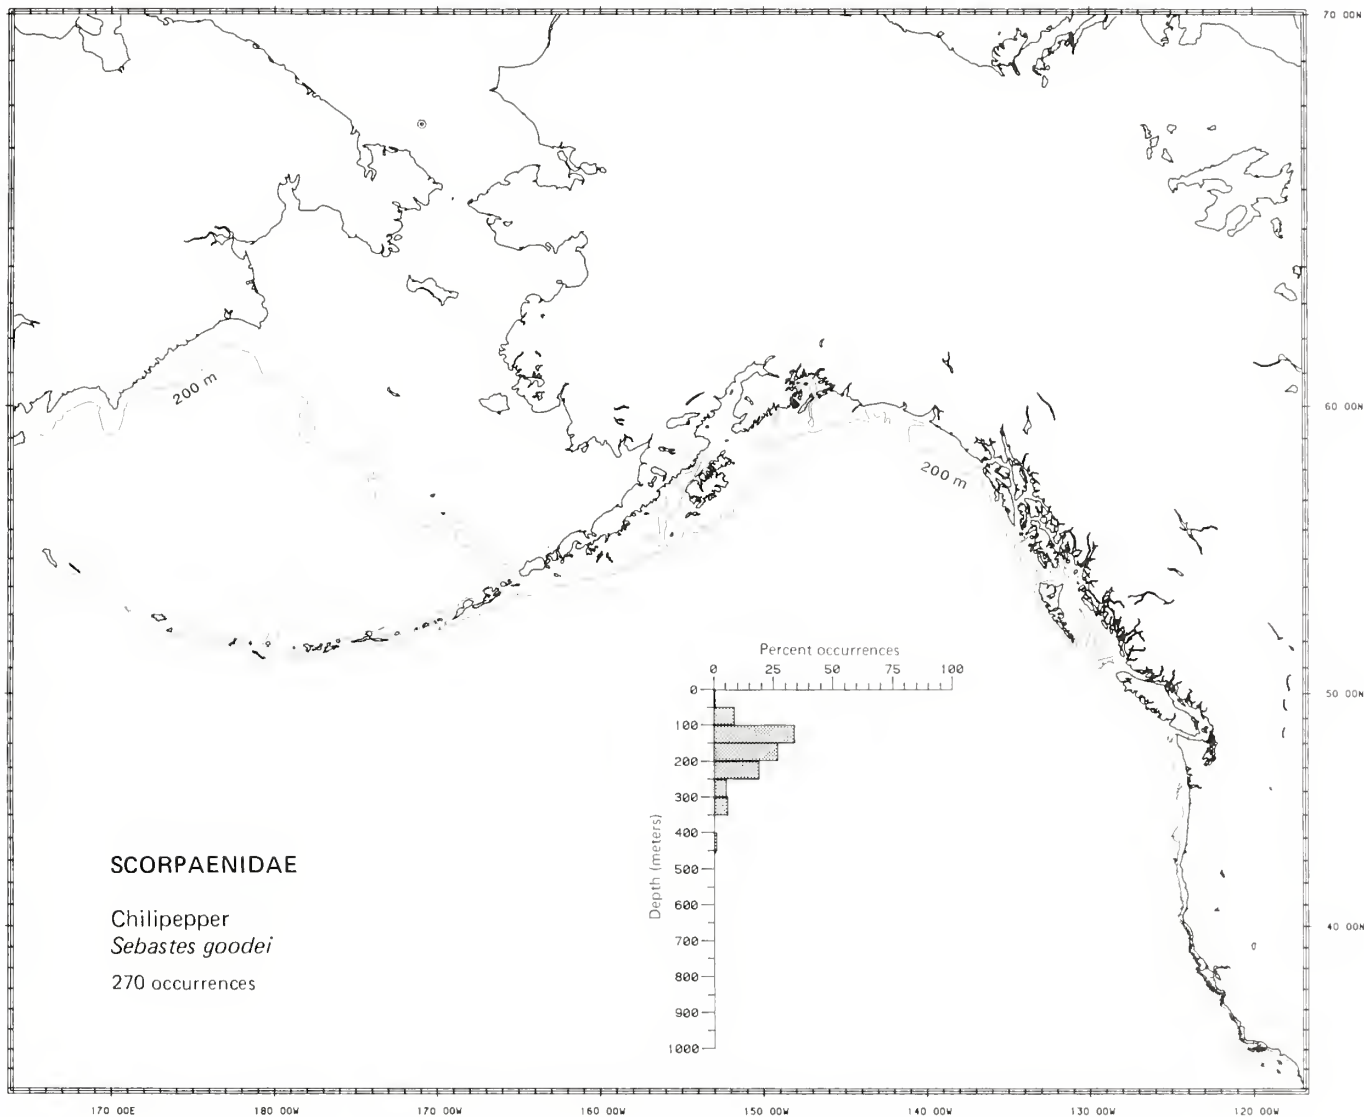 70 00N
200 m
60 00N
200 m
Percent occurrences
0 25 50 75 100
50 00N
0
100
200
300
400
500
600
700
800
900
1000
Depth (meters)
SCORPAENIDAE
Chilipepper
Sebastes goodei
270 occurrences
40 00N
170 00E 180 00W 170 00W 160 00W 150 00W 140 00W 130 00W 120 00W